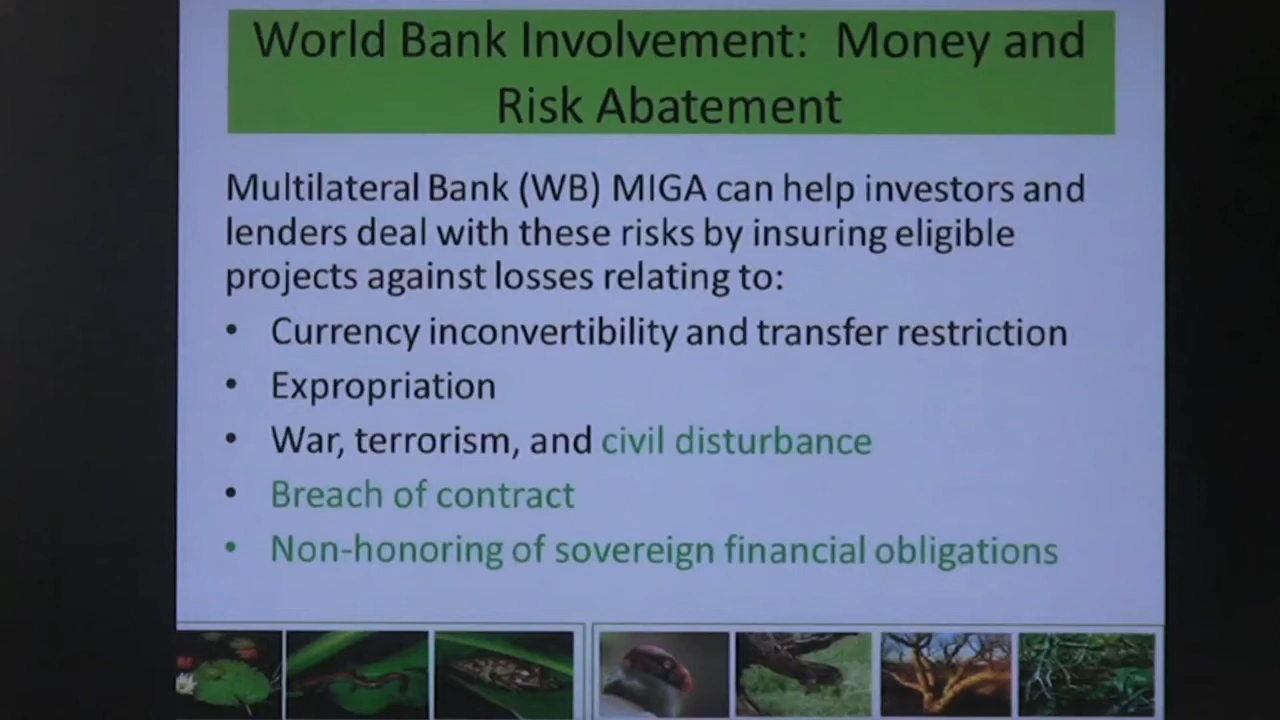 World Bank Involvement: Money and
Risk Abatement
Multilateral Bank (WB) MIGA can help investors and
lenders deal with these risks by insuring eligible
projects against losses relating to:
• Currency inconvertibility and transfer restriction
• Expropriation
• War, terrorism, and civil disturbance
• Breach of contract
• Non-honoring of sovereign financial obligations